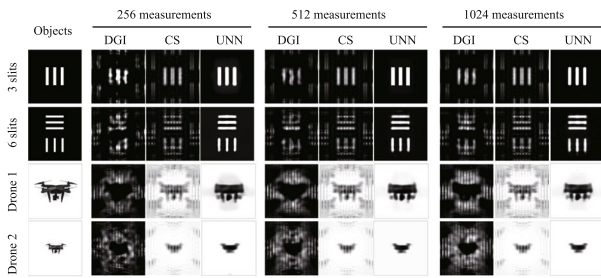 256 measurements 512 measurements 1024 measurements
Objects
DGI CS UNN DGI CS UNN DGI CS UNN
3 slits
6 slits
Drone 1
Drone 2